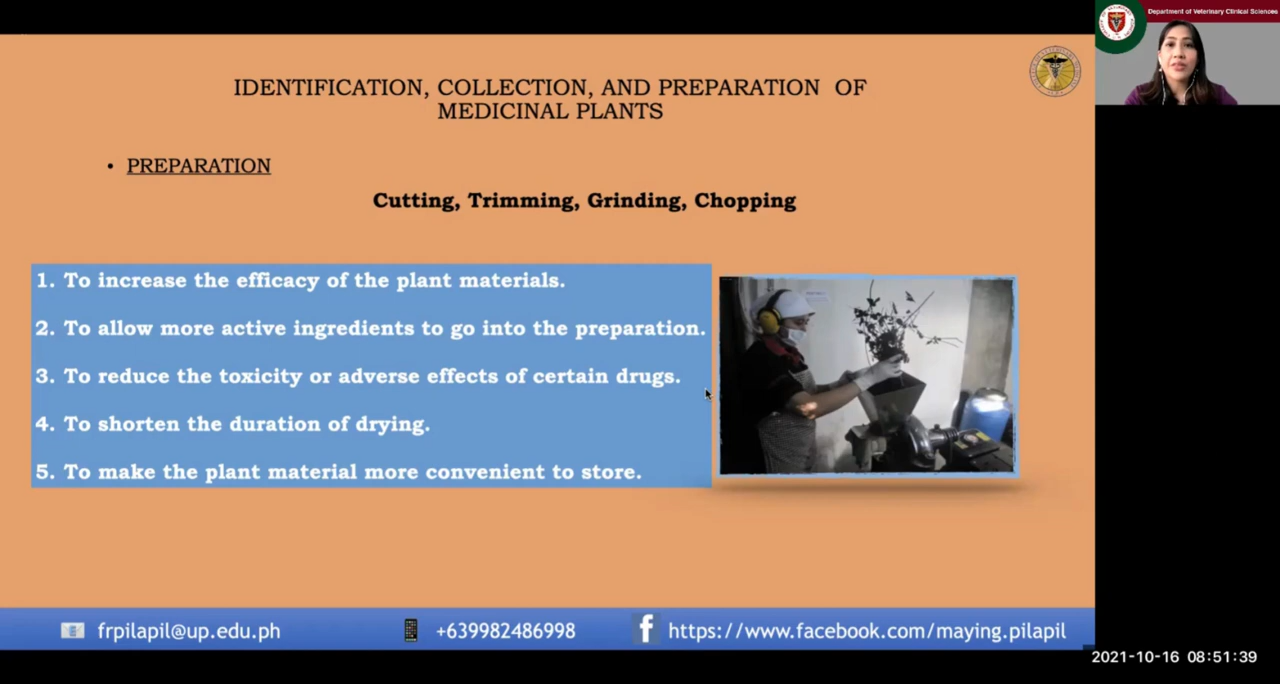 Department of Veterinary Clinical Sciences
IDENTIFICATION, COLLECTION, AND PREPARATION OF
MEDICINAL PLANTS
• PREPARATION
Cutting, Trimming, Grinding, Chopping
1. To increase the efficacy of the plant materials.
2. To allow more active ingredients to go into the preparation.
3. To reduce the toxicity or adverse effects of certain drugs.
4. To shorten the duration of drying.
5. To make the plant material more convenient to store.
frpilapil@up.edu.ph
+639982486998
https://www.facebook.com/maying.pilapil
2021-10-16 08:51:39